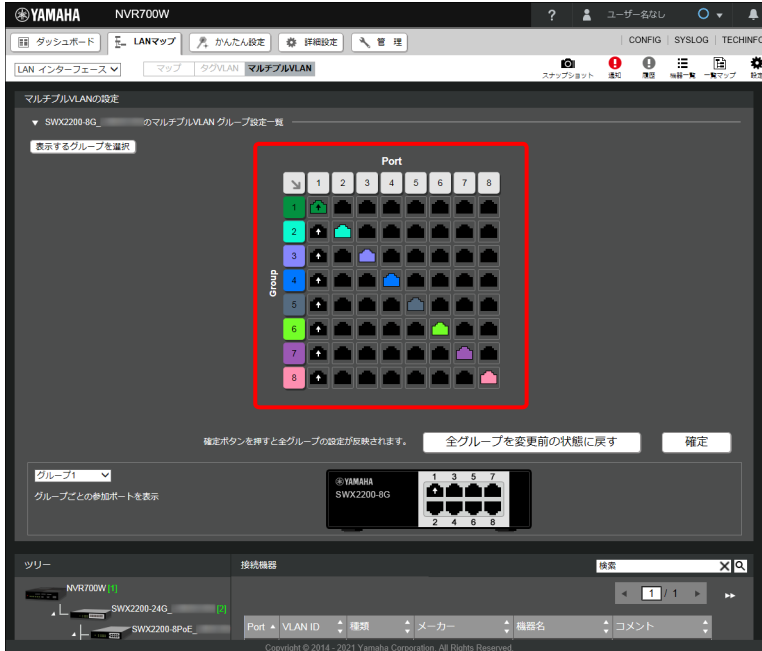 YAMAHA NVR700W ? ユーザー名なし
ダッシュボード LANマップ かんたん設定 詳細設定 管 理 CONFIG SYSLOG TECHINFO
LAN インターフェース マップ タグVLAN マルチプルVLAN スナップショット 通知 履歴 機器一覧 一覧マップ 設定
マルチプルVLANの設定
▼ SWX2200-8G_ のマルチプルVLAN グループ設定一覧
表示するグループを選択
Port
1 2 3 4 5 6 7 8
Group
1
2
3
4
5
6
7
8
確定ボタンを押すと全グループの設定が反映されます。 全グループを変更前の状態に戻す 確定
グループ1
グループごとの参加ポートを表示
YAMAHA
SWX2200-8G
1 3 5 7
2 4 6 8
ツリー 接続機器 検索 X
NVR700W [1] 1 / 1
SWX2200-24G_ [2]
SWX2200-8PoE_
Port VLAN ID 種類 メーカー 機器名 コメント
Copyright © 2014 - 2021 Yamaha Corporation. All Rights Reserved.